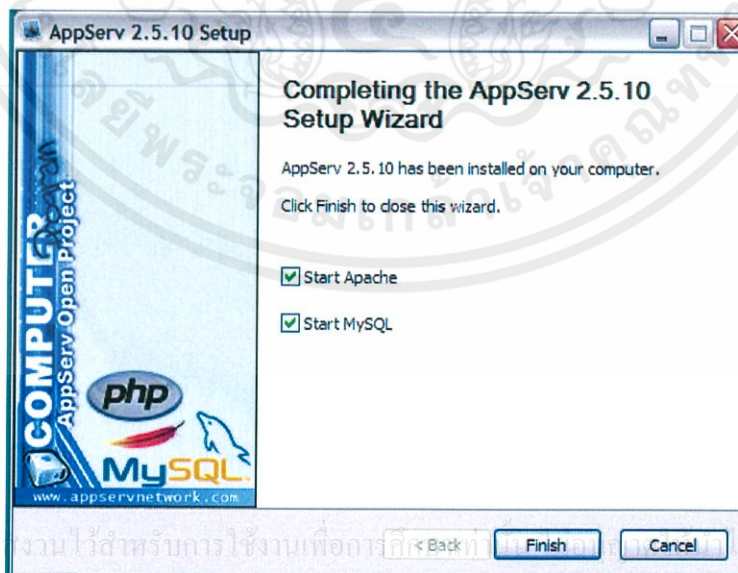 AppServ 2.5.10 Setup
Completing the AppServ 2.5.10
Setup Wizard
AppServ 2.5.10 has been installed on your computer.
Click Finish to close this wizard.
Start Apache
Start MySQL
COMPUTER
Program
AppServ Open Project
php
MySQL
www.appservnetwork.com
< Back
Finish
Cancel